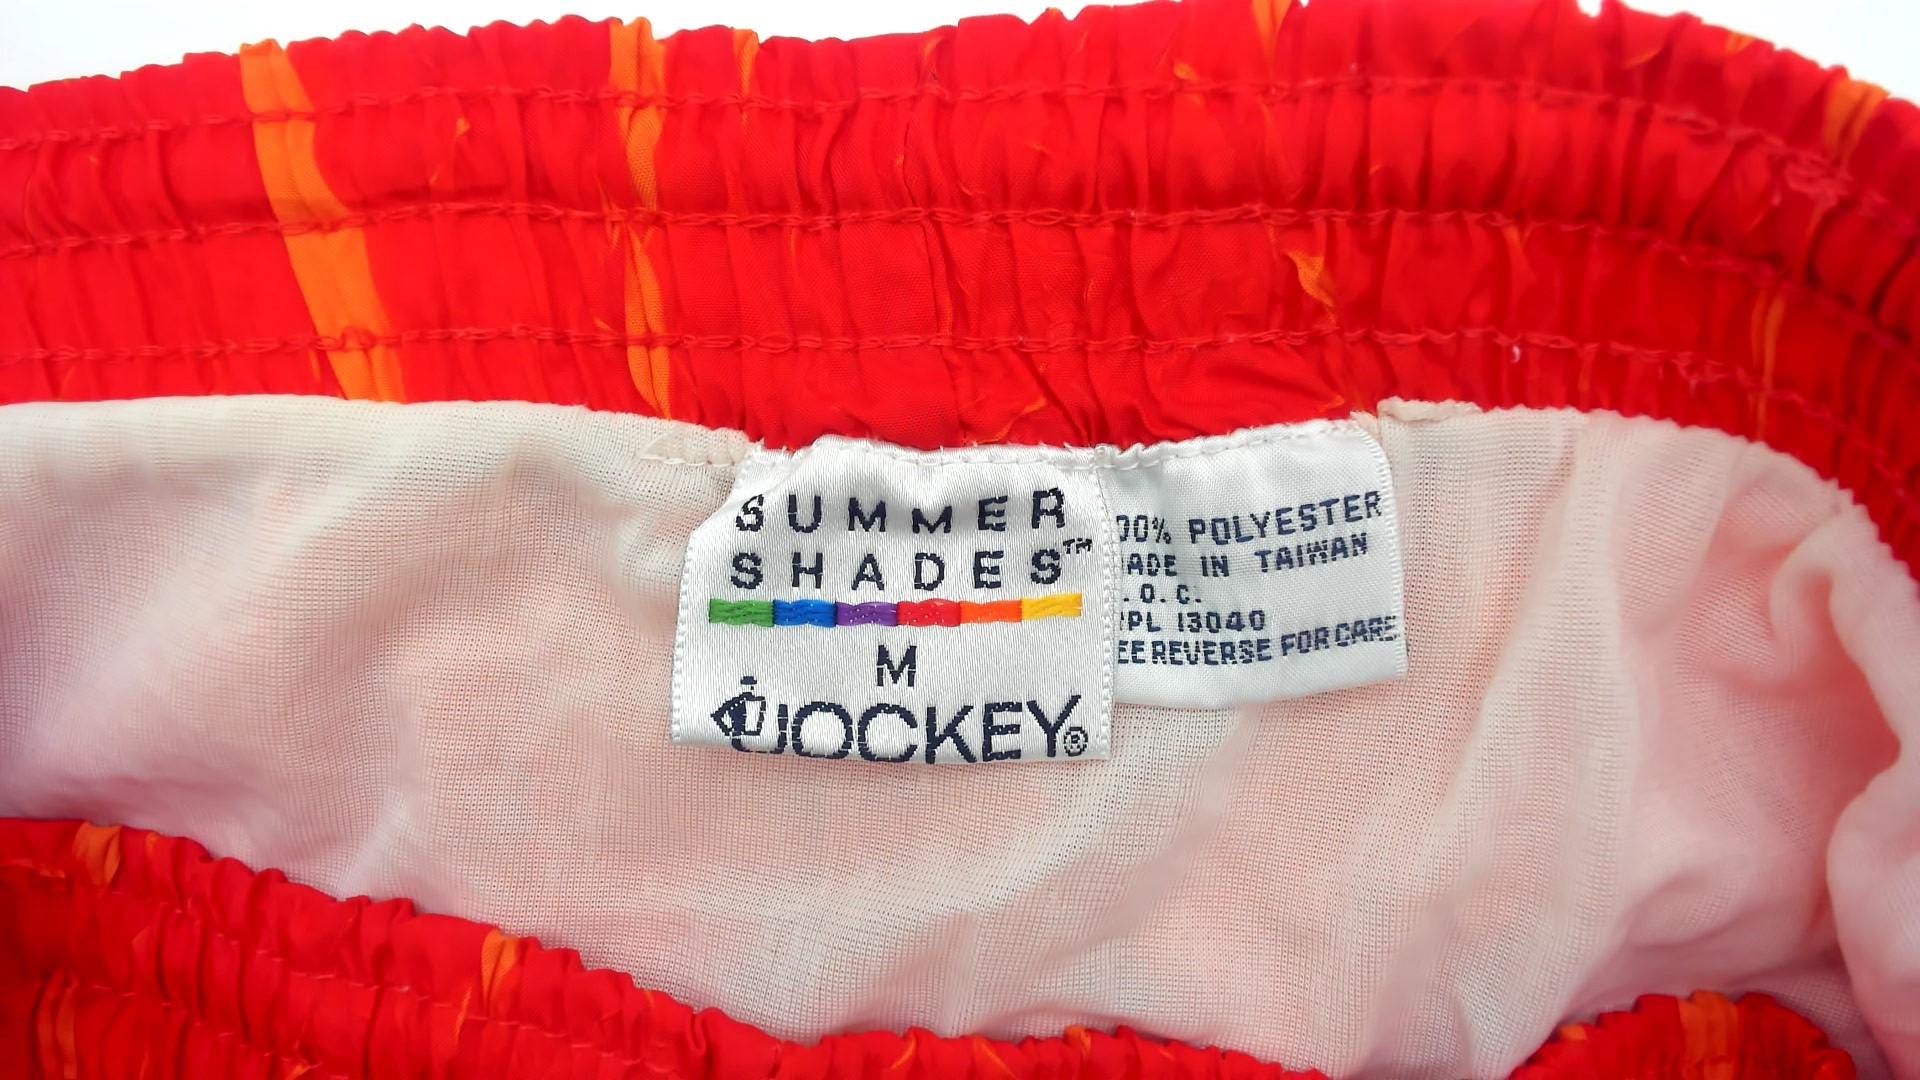 SUMMER
SHADES™
M
JOCKEY®
00% POLYESTER
ADE IN TAIWAN
.O.C.
PL 13040
EE REVERSE FOR CARE